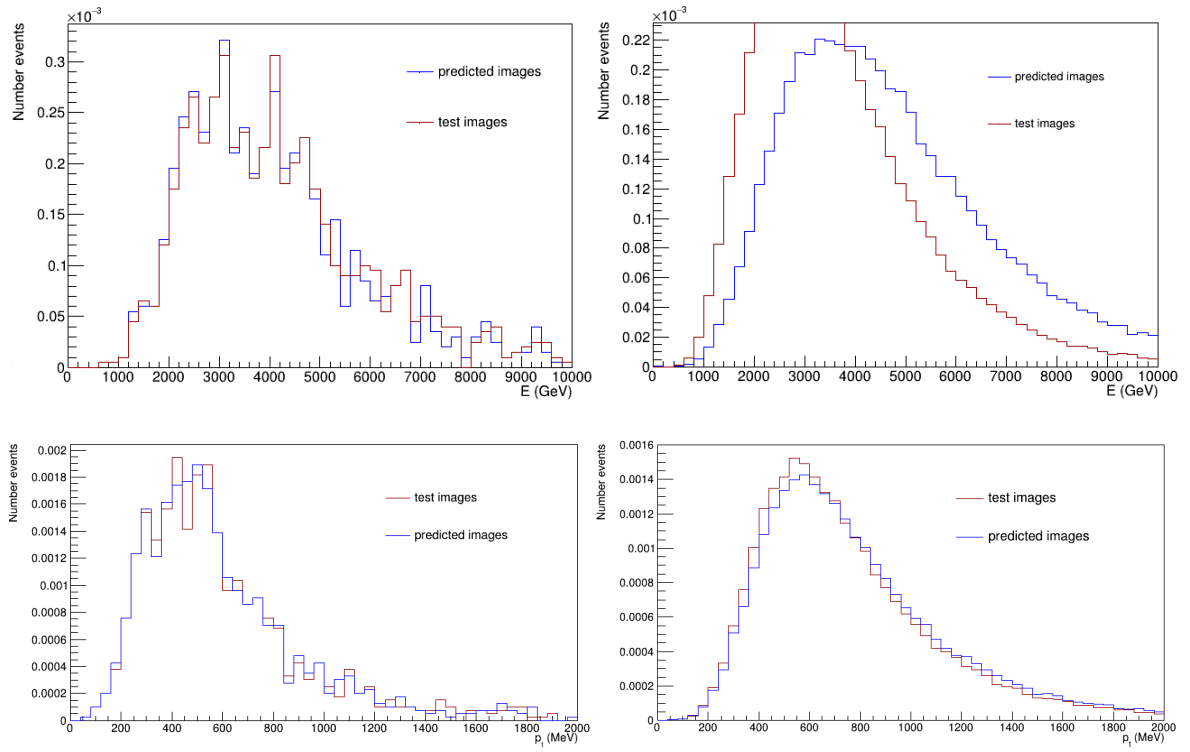 ×10⁻³
Number events
0.3
0.25
0.2
0.15
0.1
0.05
0
predicted images
test images
0 1000 2000 3000 4000 5000 6000 7000 8000 9000 10000
E (GeV)
×10⁻³
Number events
0.22
0.2
0.18
0.16
0.14
0.12
0.1
0.08
0.06
0.04
0.02
0
predicted images
test images
0 1000 2000 3000 4000 5000 6000 7000 8000 9000 10000
E (GeV)
Number events
0.002
0.0018
0.0016
0.0014
0.0012
0.001
0.0008
0.0006
0.0004
0.0002
0
test images
predicted images
0 200 400 600 800 1000 1200 1400 1600 1800 2000
pₜ (MeV)
Number events
0.0016
0.0014
0.0012
0.001
0.0008
0.0006
0.0004
0.0002
0
test images
predicted images
0 200 400 600 800 1000 1200 1400 1600 1800 2000
pₜ (MeV)